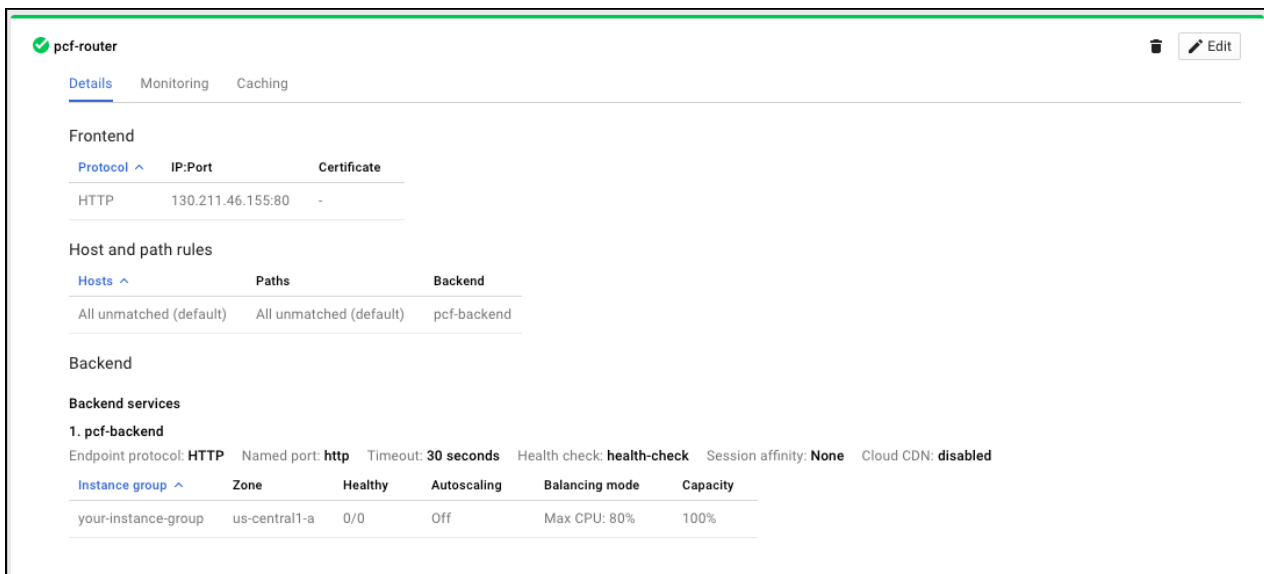 pcf-router
Edit
Details Monitoring Caching
Frontend
Protocol IP:Port Certificate
HTTP 130.211.46.155:80 -
Host and path rules
Hosts Paths Backend
All unmatched (default) All unmatched (default) pcf-backend
Backend
Backend services
1. pcf-backend
Endpoint protocol: HTTP Named port: http Timeout: 30 seconds Health check: health-check Session affinity: None Cloud CDN: disabled
Instance group Zone Healthy Autoscaling Balancing mode Capacity
your-instance-group us-central1-a 0/0 Off Max CPU: 80% 100%